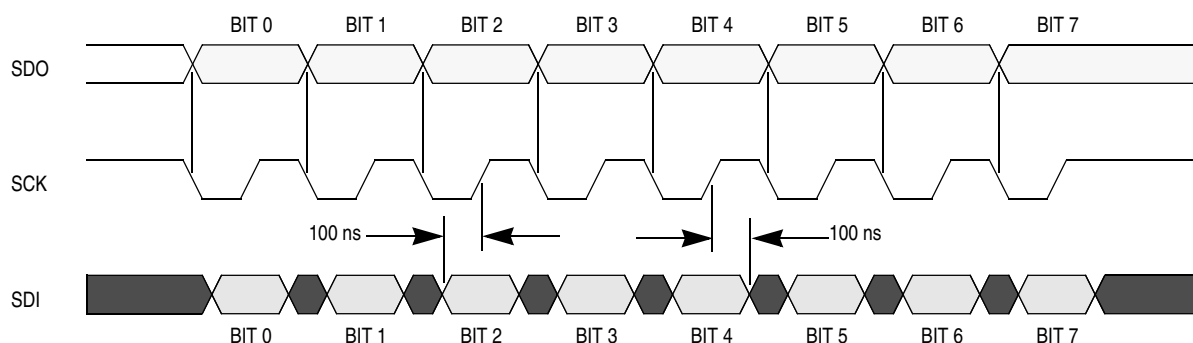 BIT 0 BIT 1 BIT 2 BIT 3 BIT 4 BIT 5 BIT 6 BIT 7
SDO
SCK
100 ns 100 ns
SDI
BIT 0 BIT 1 BIT 2 BIT 3 BIT 4 BIT 5 BIT 6 BIT 7